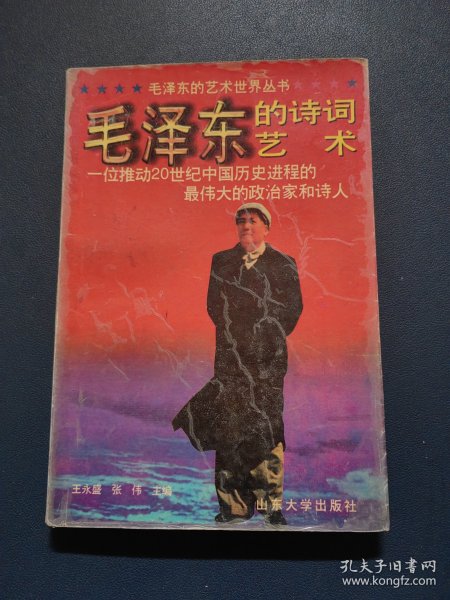 毛泽东的艺术世界丛书
毛泽东的诗词
艺术
一位推动20世纪中国历史进程的
最伟大的政治家和诗人
王永盛 张伟 主编
山东大学出版社
孔夫子旧书网
www.kongfz.com